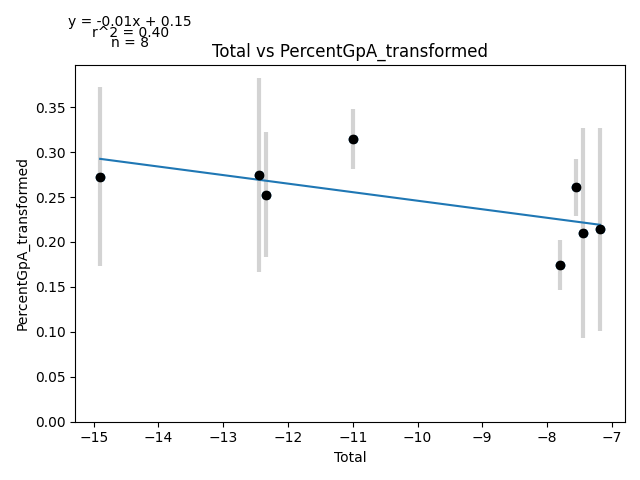 y = -0.01x + 0.15
r^2 = 0.40
n = 8
Total vs PercentGpA_transformed
PercentGpA_transformed
0.35
0.30
0.25
0.20
0.15
0.10
0.05
0.00
−15 −14 −13 −12 −11 −10 −9 −8 −7
Total